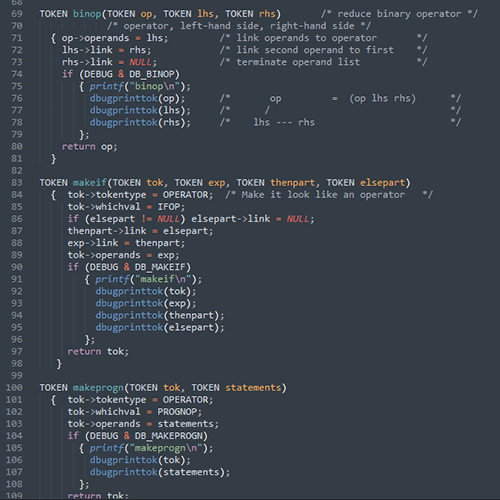 68
69 TOKEN binop(TOKEN op, TOKEN lhs, TOKEN rhs) /* reduce binary operator */
70 /* operator, left-hand side, right-hand side */
71 { op->operands = lhs; /* link operands to operator */
72 lhs->link = rhs; /* link second operand to first */
73 rhs->link = NULL; /* terminate operand list */
74 if (DEBUG & DB_BINOP)
75 { printf("binop\n");
76 dbugprinttok(op); /* op = (op lhs rhs) */
77 dbugprinttok(lhs); /* / */
78 dbugprinttok(rhs); /* lhs --- rhs */
79 };
80 return op;
81 }
82
83 TOKEN makeif(TOKEN tok, TOKEN exp, TOKEN thenpart, TOKEN elsepart)
84 { tok->tokentype = OPERATOR; /* Make it look like an operator */
85 tok->whichval = IFOP;
86 if (elsepart != NULL) elsepart->link = NULL;
87 thenpart->link = elsepart;
88 exp->link = thenpart;
89 tok->operands = exp;
90 if (DEBUG & DB_MAKEIF)
91 { printf("makeif\n");
92 dbugprinttok(tok);
93 dbugprinttok(exp);
94 dbugprinttok(thenpart);
95 dbugprinttok(elsepart);
96 };
97 return tok;
98 }
99
100 TOKEN makeprogn(TOKEN tok, TOKEN statements)
101 { tok->tokentype = OPERATOR;
102 tok->whichval = PROGNOP;
103 tok->operands = statements;
104 if (DEBUG & DB_MAKEPROGN)
105 { printf("makeprogn\n");
106 dbugprinttok(tok);
107 dbugprinttok(statements);
108 };
109 return tok;